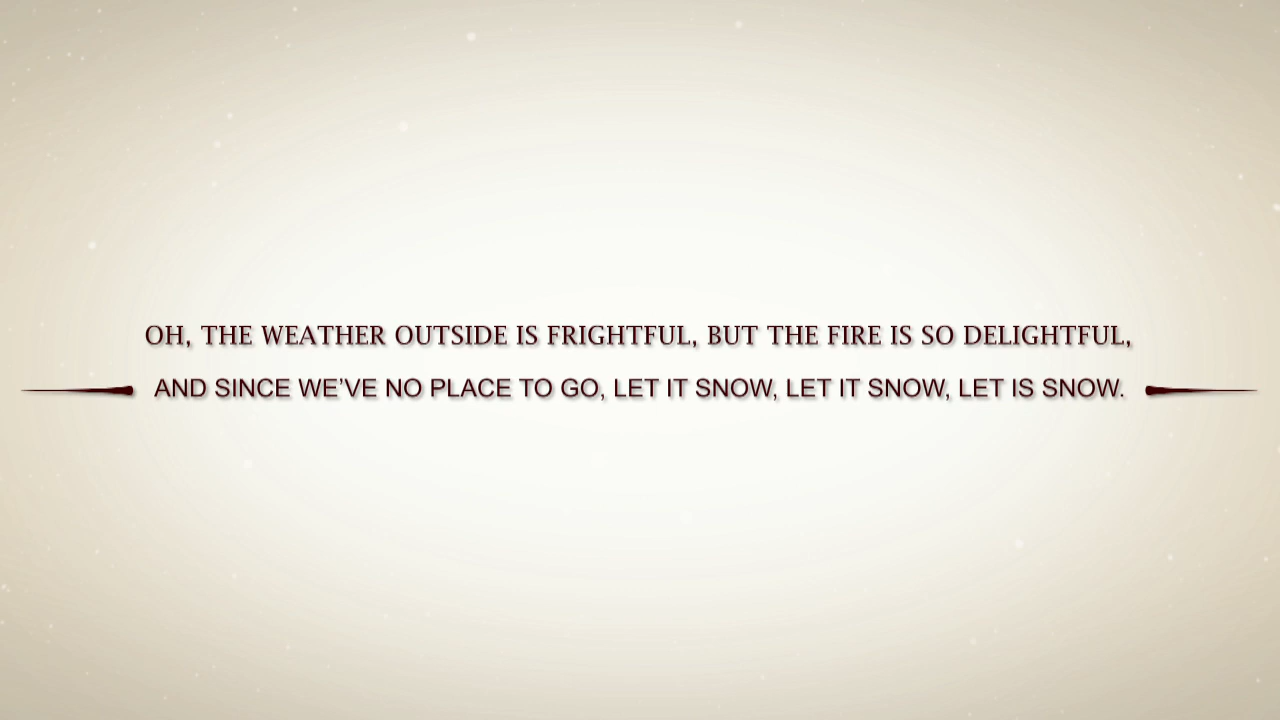 OH, THE WEATHER OUTSIDE IS FRIGHTFUL, BUT THE FIRE IS SO DELIGHTFUL,
AND SINCE WE’VE NO PLACE TO GO, LET IT SNOW, LET IT SNOW, LET IS SNOW.